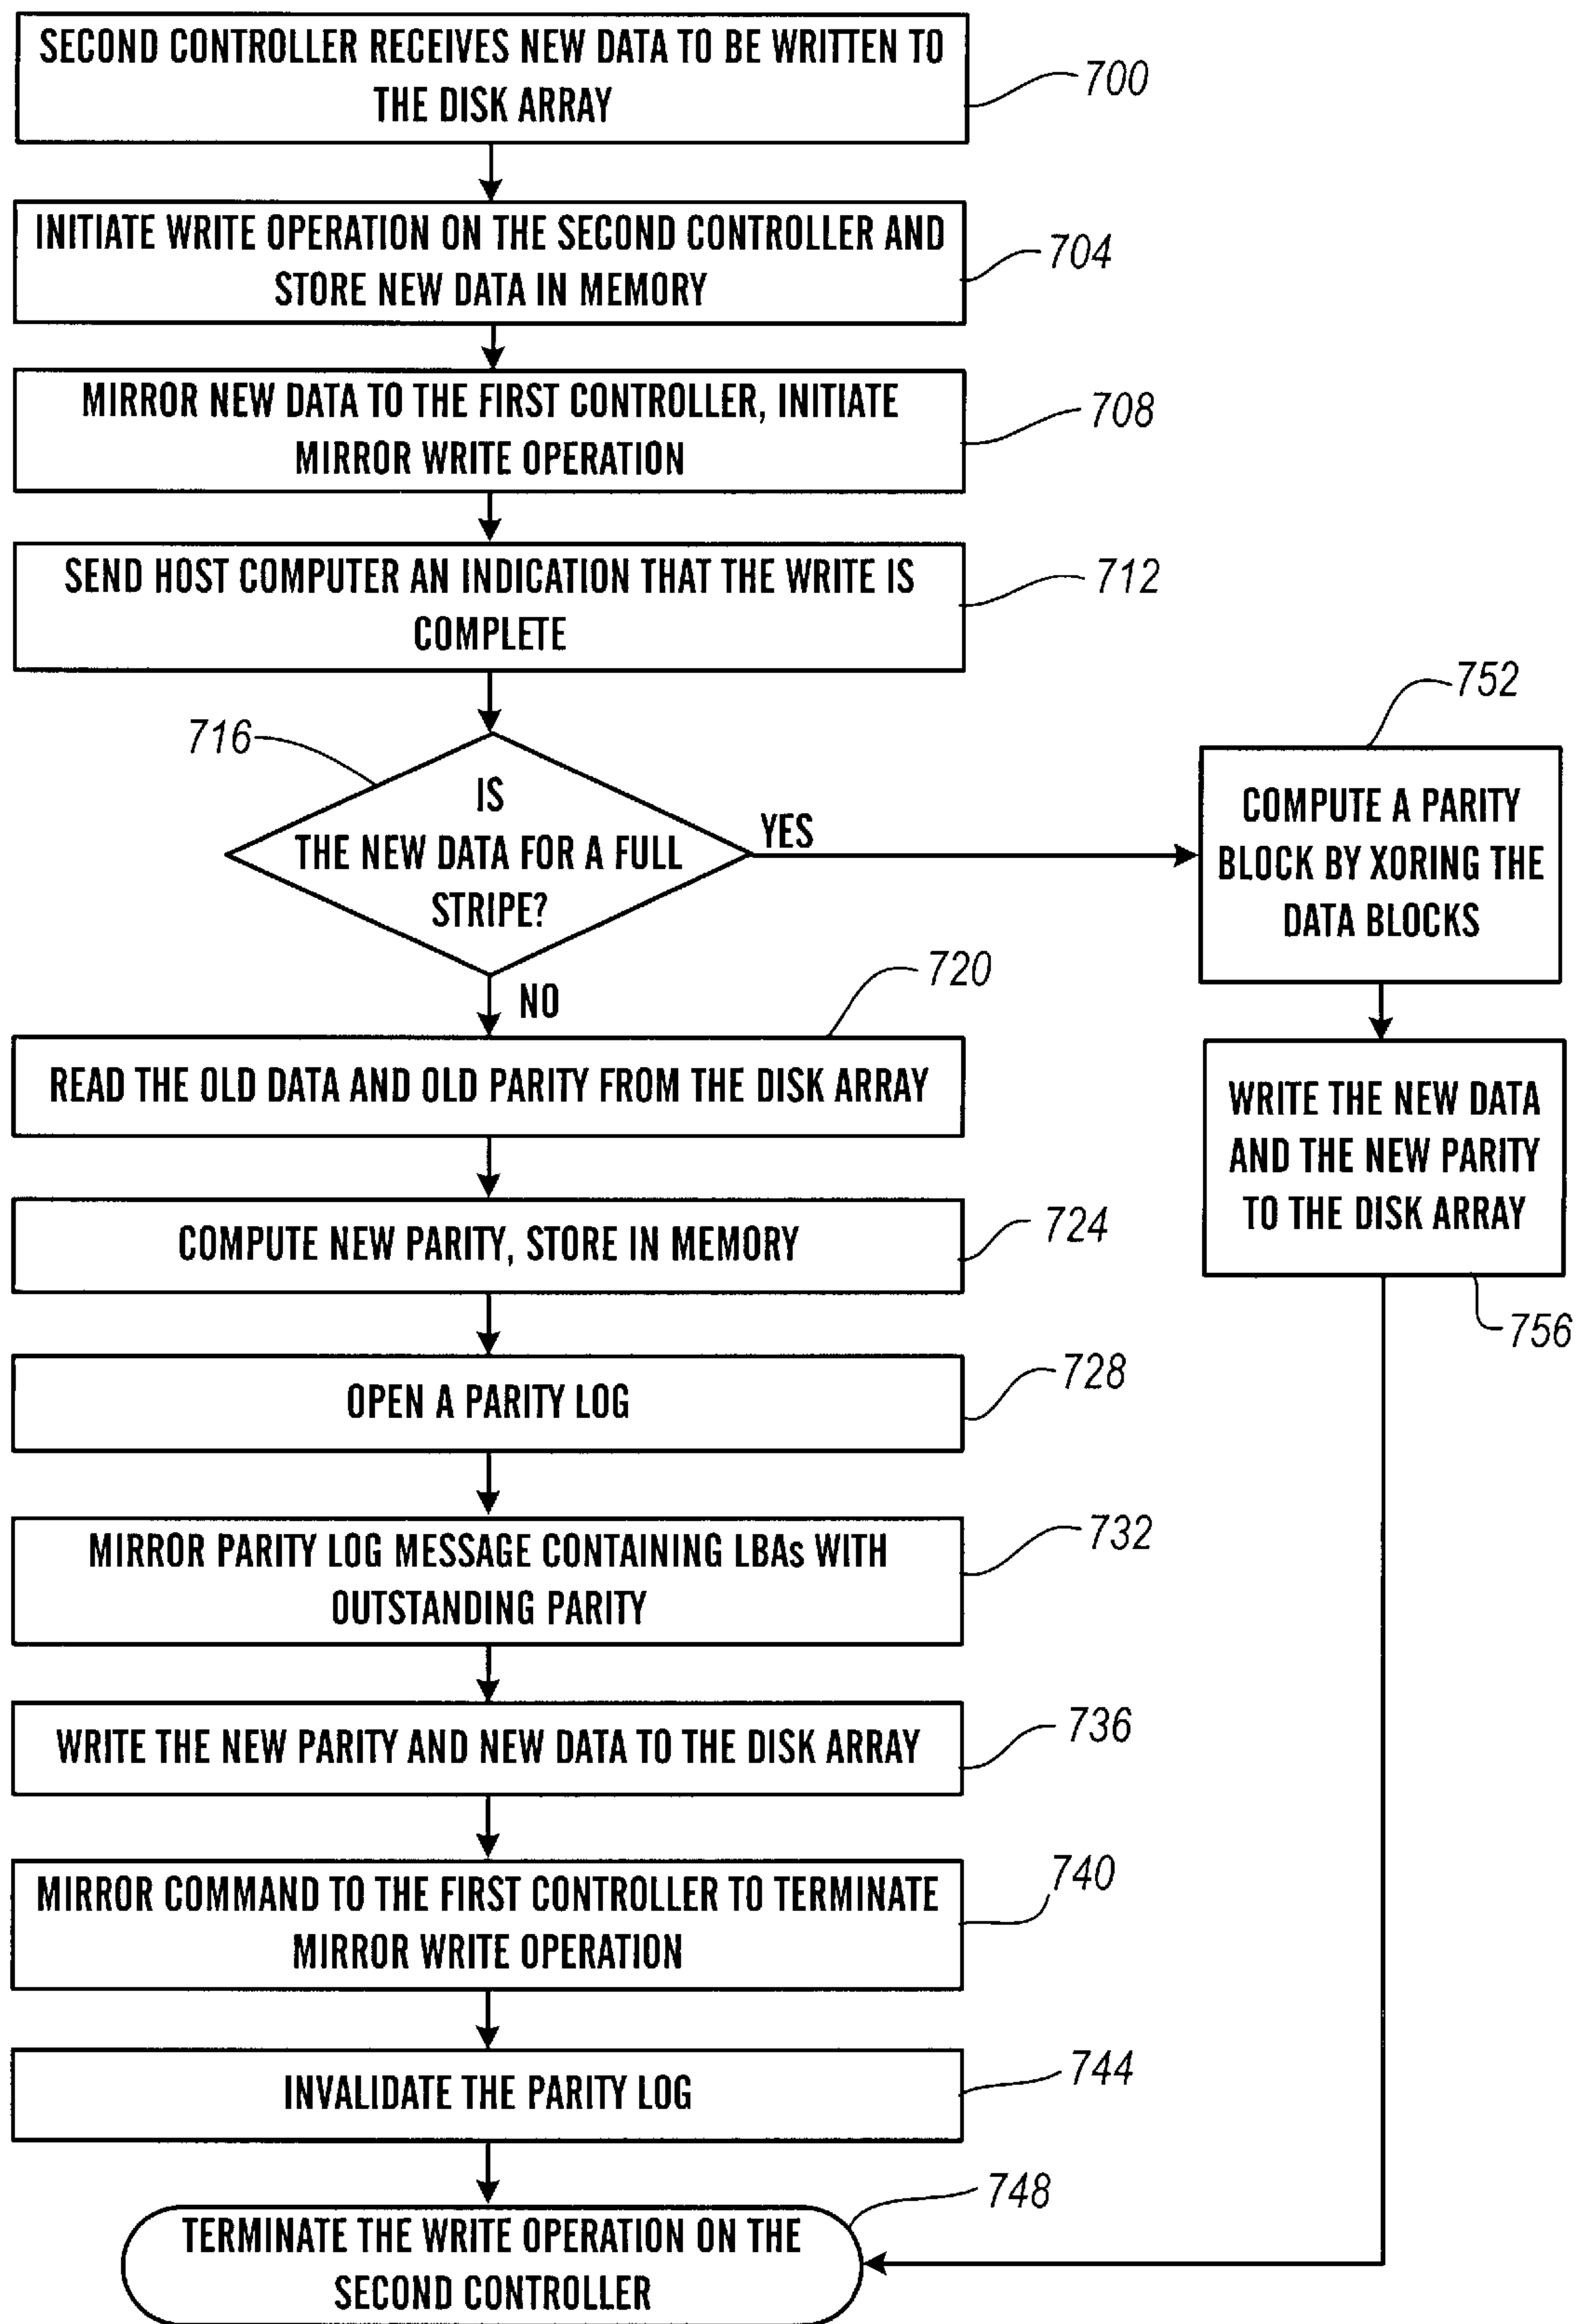 SECOND CONTROLLER RECEIVES NEW DATA TO BE WRITTEN TO
THE DISK ARRAY
700
INITIATE WRITE OPERATION ON THE SECOND CONTROLLER AND
STORE NEW DATA IN MEMORY
704
MIRROR NEW DATA TO THE FIRST CONTROLLER, INITIATE
MIRROR WRITE OPERATION
708
SEND HOST COMPUTER AN INDICATION THAT THE WRITE IS
COMPLETE
712
716
IS
THE NEW DATA FOR A FULL
STRIPE?
YES
NO
752
COMPUTE A PARITY
BLOCK BY XORING THE
DATA BLOCKS
WRITE THE NEW DATA
AND THE NEW PARITY
TO THE DISK ARRAY
756
720
READ THE OLD DATA AND OLD PARITY FROM THE DISK ARRAY
COMPUTE NEW PARITY, STORE IN MEMORY
724
OPEN A PARITY LOG
728
MIRROR PARITY LOG MESSAGE CONTAINING LBAs WITH
OUTSTANDING PARITY
732
WRITE THE NEW PARITY AND NEW DATA TO THE DISK ARRAY
736
MIRROR COMMAND TO THE FIRST CONTROLLER TO TERMINATE
MIRROR WRITE OPERATION
740
INVALIDATE THE PARITY LOG
744
748
TERMINATE THE WRITE OPERATION ON THE
SECOND CONTROLLER